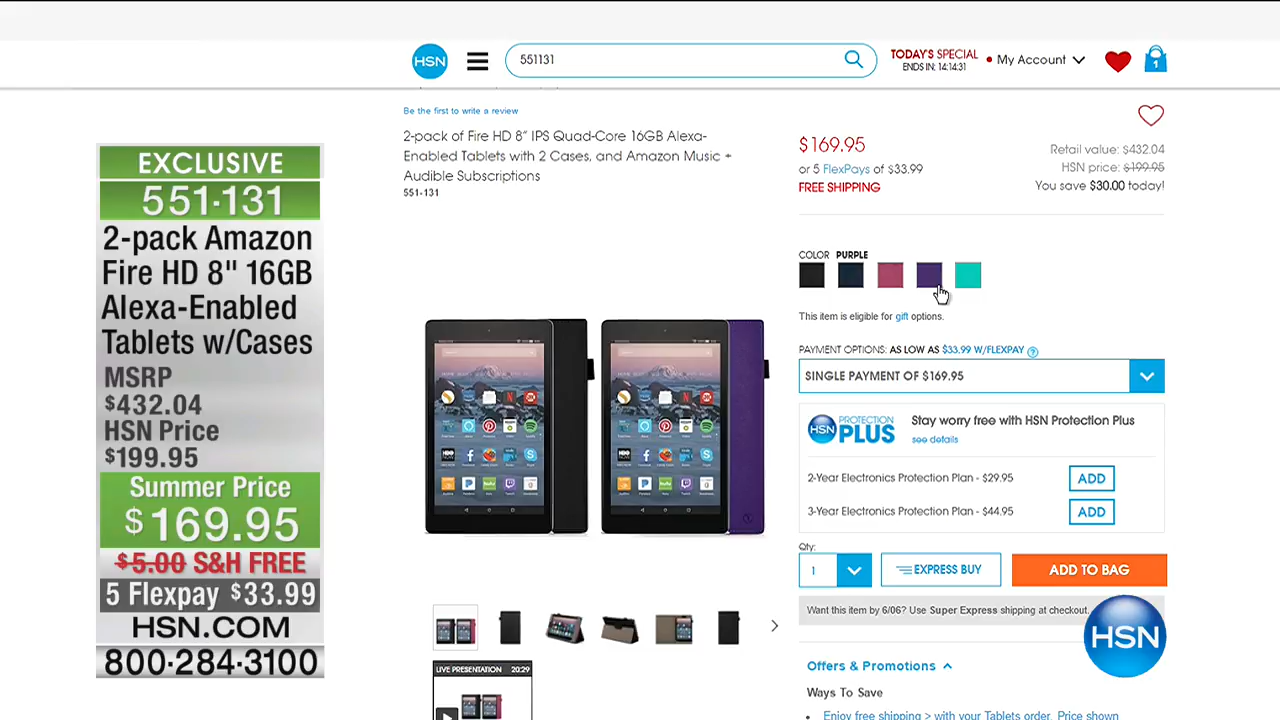 HSN
551131
TODAY'S SPECIAL
ENDS IN: 14:14:31
My Account
1
Be the first to write a review
2-pack of Fire HD 8" IPS Quad-Core 16GB Alexa-
Enabled Tablets with 2 Cases, and Amazon Music +
Audible Subscriptions
551-131
$169.95
or 5 FlexPays of $33.99
FREE SHIPPING
Retail value: $432.04
HSN price: $199.95
You save $30.00 today!
EXCLUSIVE
551-131
2-pack Amazon
Fire HD 8" 16GB
Alexa-Enabled
Tablets w/Cases
MSRP
$432.04
HSN Price
$199.95
Summer Price
$169.95
$5.00 S&H FREE
5 Flexpay $33.99
HSN.COM
800-284-3100
COLOR PURPLE
This item is eligible for gift options.
PAYMENT OPTIONS: AS LOW AS $33.99 W/FLEXPAY ?
SINGLE PAYMENT OF $169.95
HSN PROTECTION PLUS
Stay worry free with HSN Protection Plus
see details
2-Year Electronics Protection Plan - $29.95
ADD
3-Year Electronics Protection Plan - $44.95
ADD
Qty:
1
EXPRESS BUY
ADD TO BAG
Want this item by 6/06? Use Super Express shipping at checkout.
HSN
Offers & Promotions
Ways To Save
Enjoy free shipping > with your Tablets order. Price shown
LIVE PRESENTATION 20:29